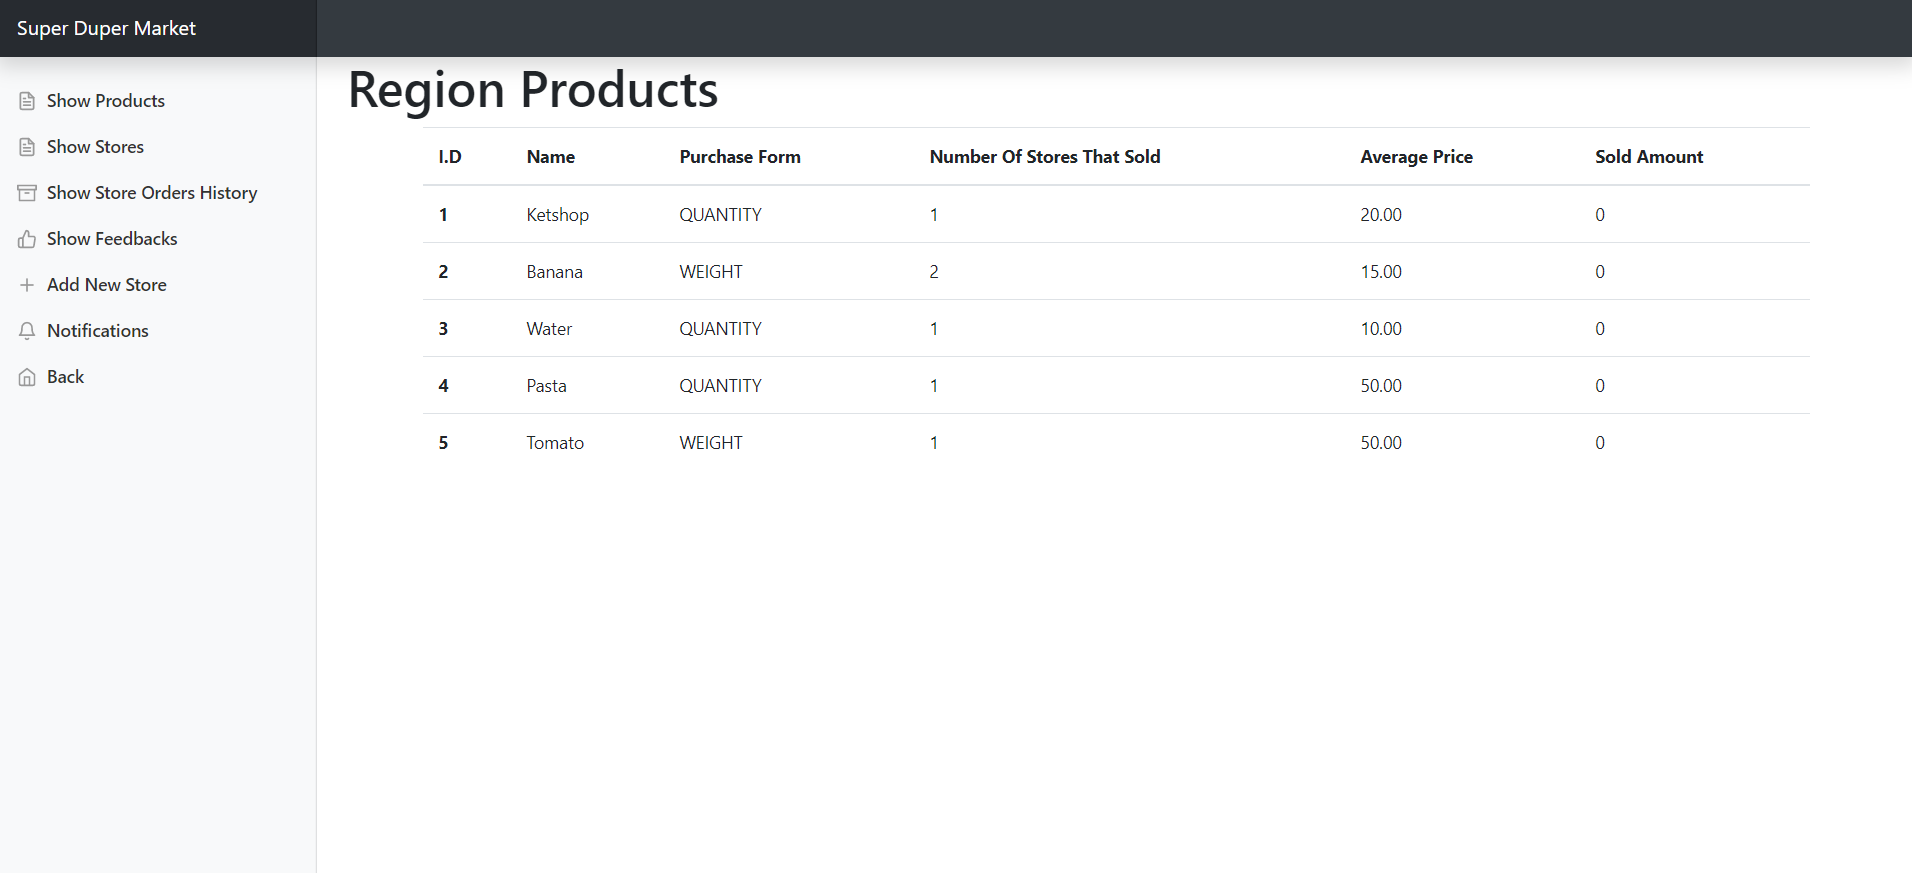 Super Duper Market
Show Products
Show Stores
Show Store Orders History
Show Feedbacks
Add New Store
Notifications
Back
Region Products
I.D Name Purchase Form Number Of Stores That Sold Average Price Sold Amount
1 Ketshop QUANTITY 1 20.00 0
2 Banana WEIGHT 2 15.00 0
3 Water QUANTITY 1 10.00 0
4 Pasta QUANTITY 1 50.00 0
5 Tomato WEIGHT 1 50.00 0